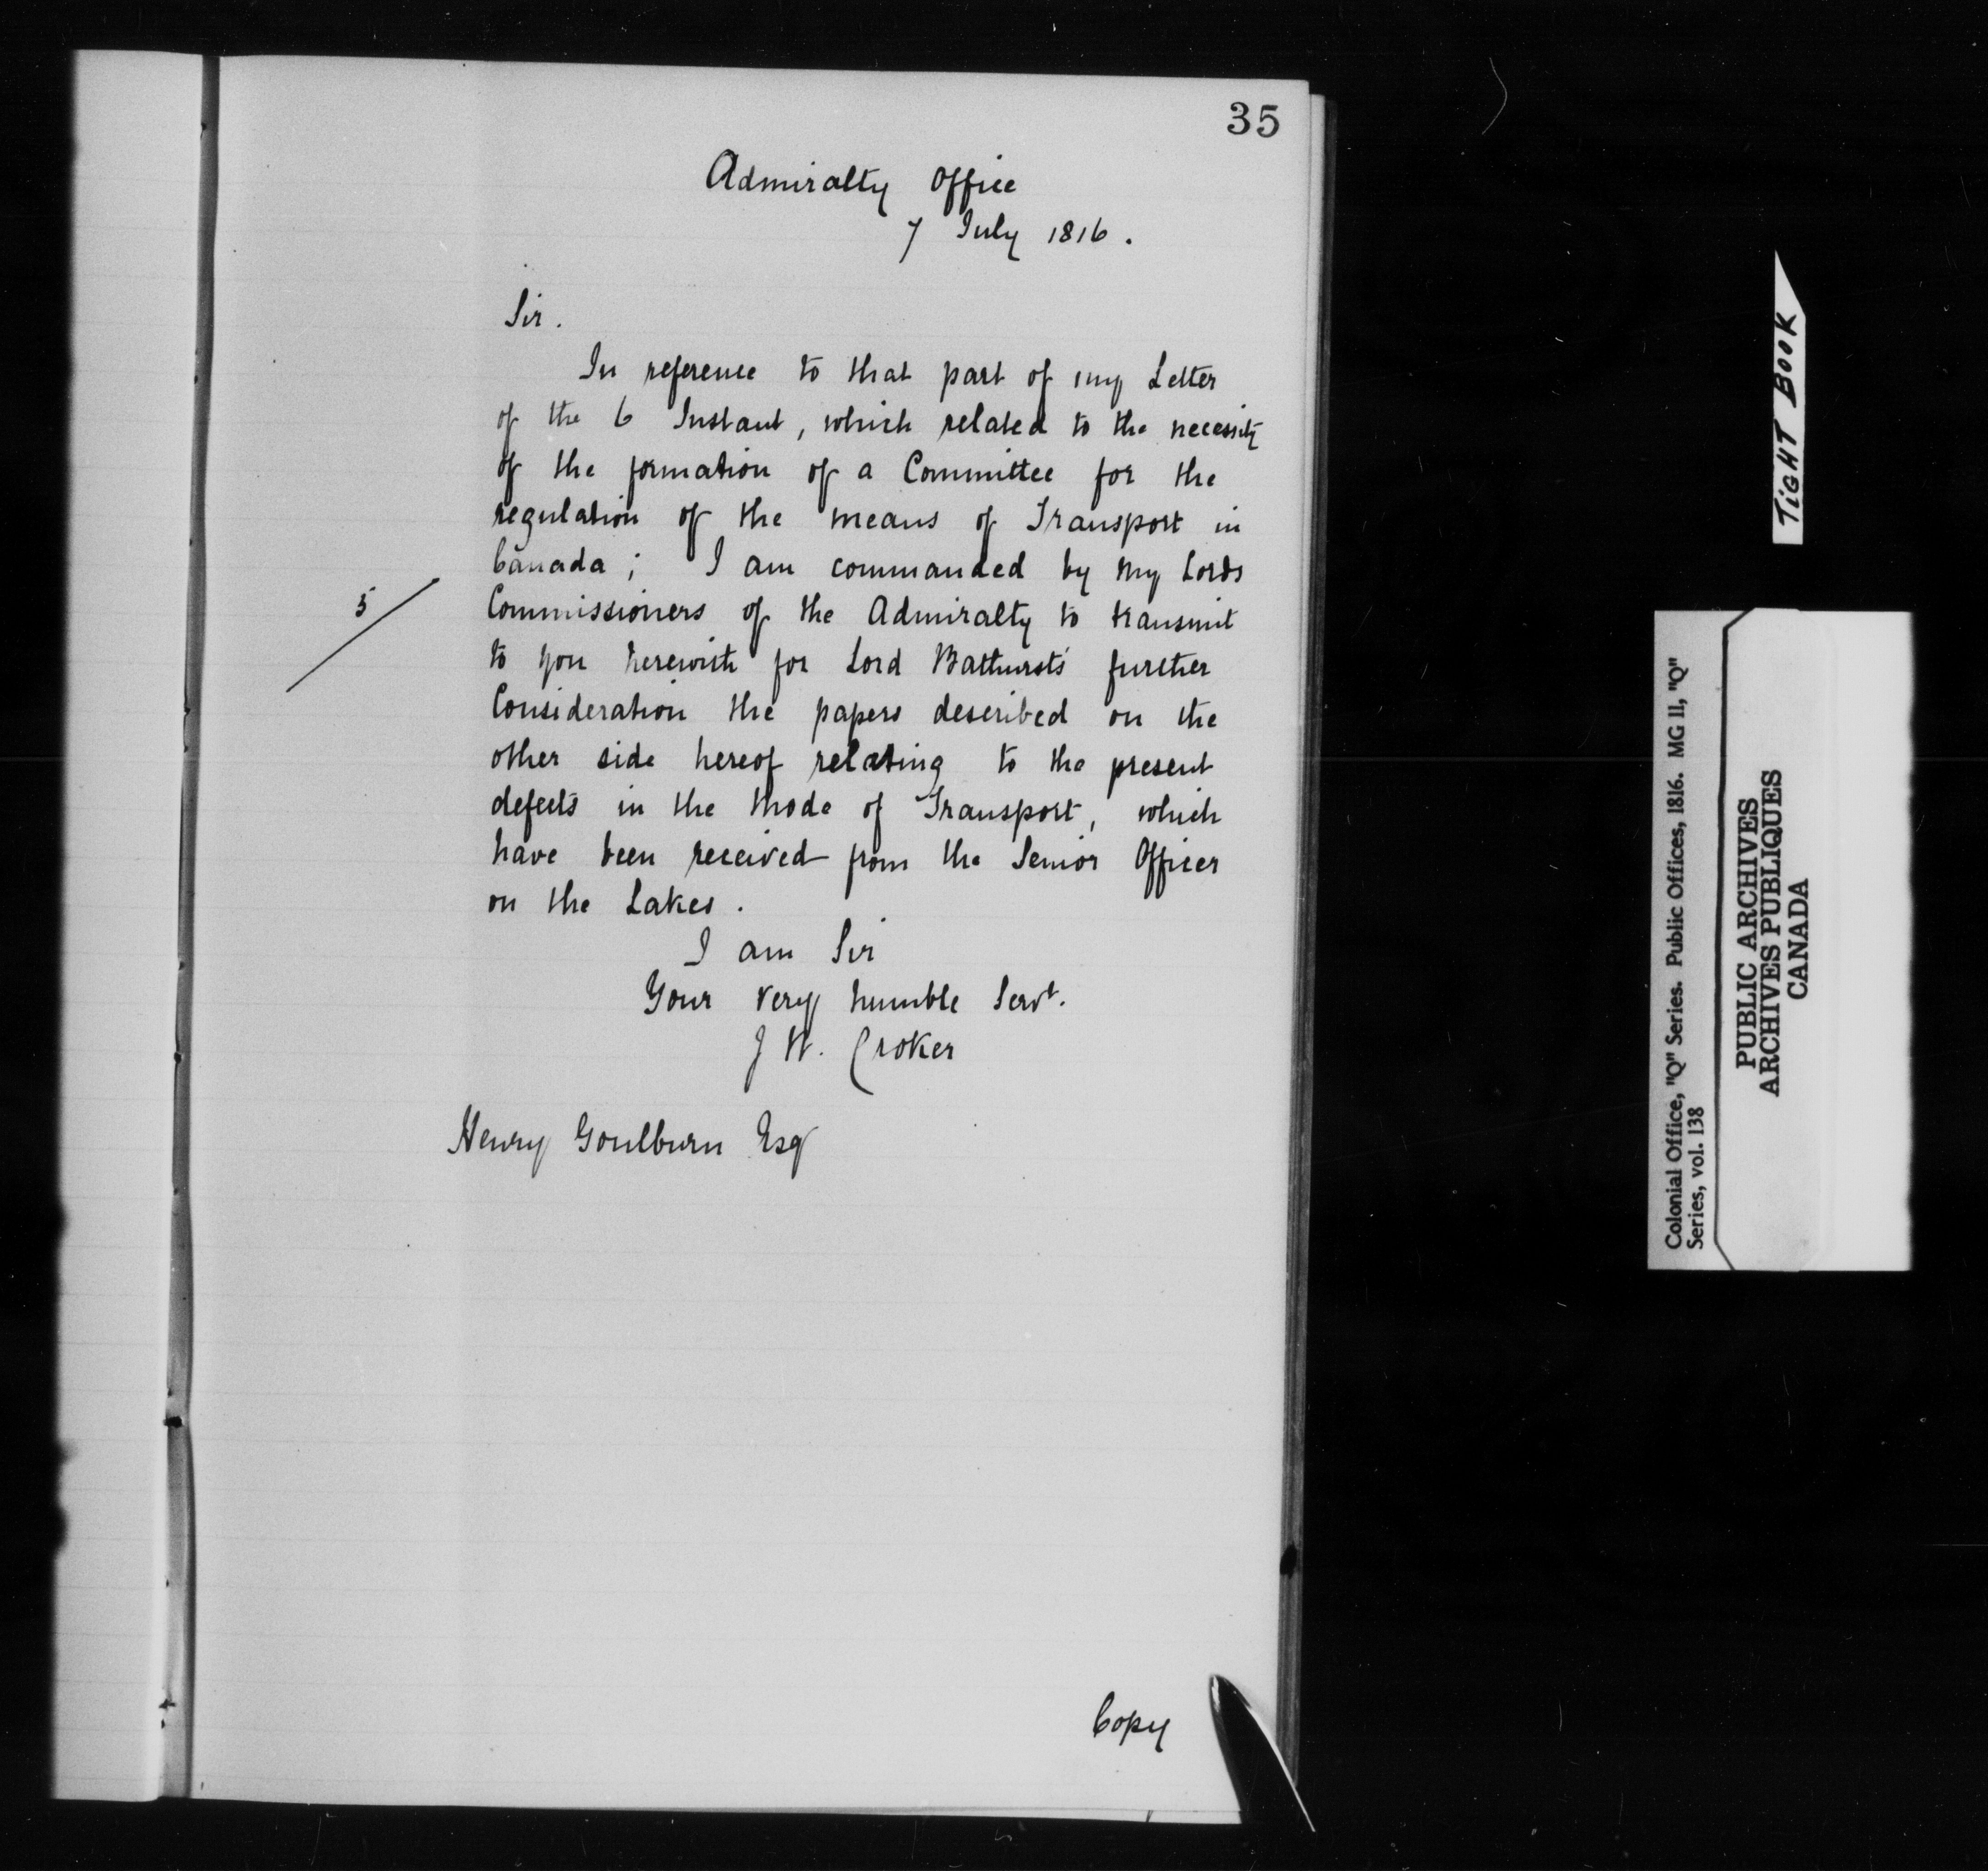 35
Admiralty Office
7 July 1816.
Sir.
In reference to that part of my Letter
of the 6 Instant, which related to the necessity
of the formation of a Committee for the
regulation of the means of Transport in
Canada; I am commanded by my Lords
5
Commissioners of the Admiralty to transmit
to you herewith for Lord Bathurst's further
Consideration the papers described on the
other side hereof relating to the present
defects in the Mode of Transport, which
have been received from the Senior Officer
on the Lakes.
I am Sir
Your very humble Servt.
J W. Croker
Henry Goulburn Esq
Copy
TIGHT BOOK
Colonial Office, "Q" Series. Public Offices, 1816. MG 11, "Q"
Series, vol. 138
PUBLIC ARCHIVES
ARCHIVES PUBLIQUES
CANADA